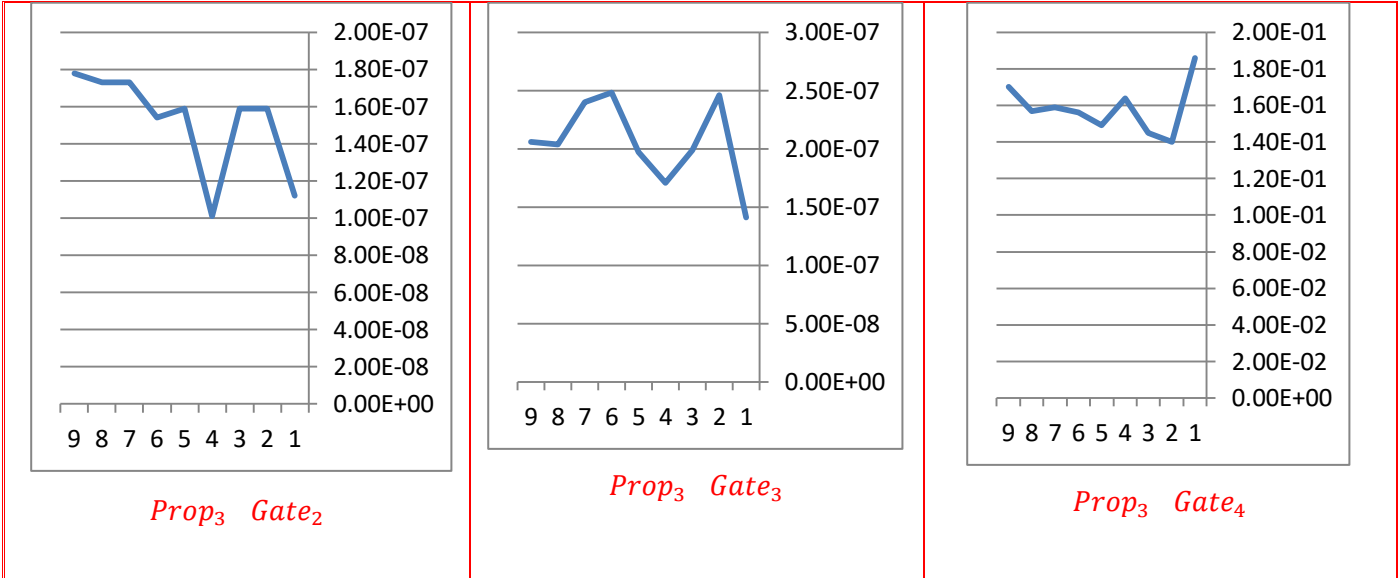 2.00E-07
1.80E-07
1.60E-07
1.40E-07
1.20E-07
1.00E-07
8.00E-08
6.00E-08
4.00E-08
2.00E-08
0.00E+00
9 8 7 6 5 4 3 2 1
Prop₃ Gate₂
3.00E-07
2.50E-07
2.00E-07
1.50E-07
1.00E-07
5.00E-08
0.00E+00
9 8 7 6 5 4 3 2 1
Prop₃ Gate₃
2.00E-01
1.80E-01
1.60E-01
1.40E-01
1.20E-01
1.00E-01
8.00E-02
6.00E-02
4.00E-02
2.00E-02
0.00E+00
9 8 7 6 5 4 3 2 1
Prop₃ Gate₄